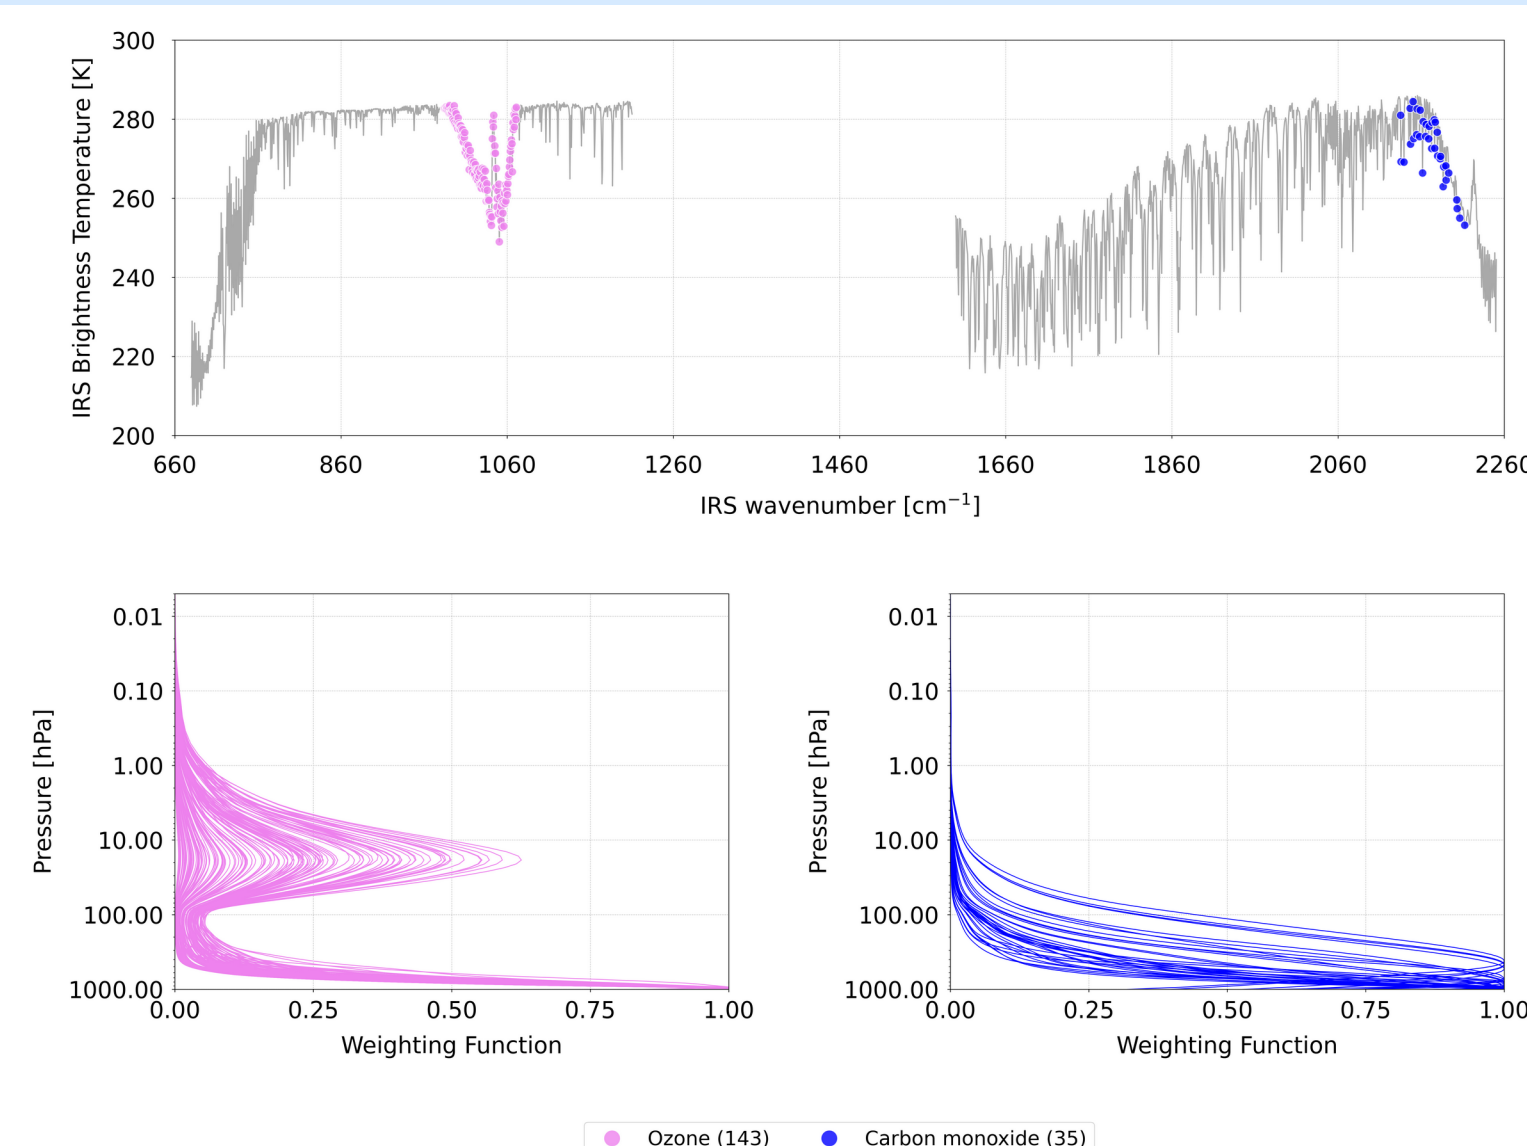 300
280
260
240
220
200
IRS Brightness Temperature [K]
660 860 1060 1260 1460 1660 1860 2060 2260
IRS wavenumber [cm⁻¹]
0.01
0.10
1.00
10.00
100.00
1000.00
Pressure [hPa]
0.00 0.25 0.50 0.75 1.00
Weighting Function
0.01
0.10
1.00
10.00
100.00
1000.00
Pressure [hPa]
0.00 0.25 0.50 0.75 1.00
Weighting Function
Ozone (143) Carbon monoxide (35)